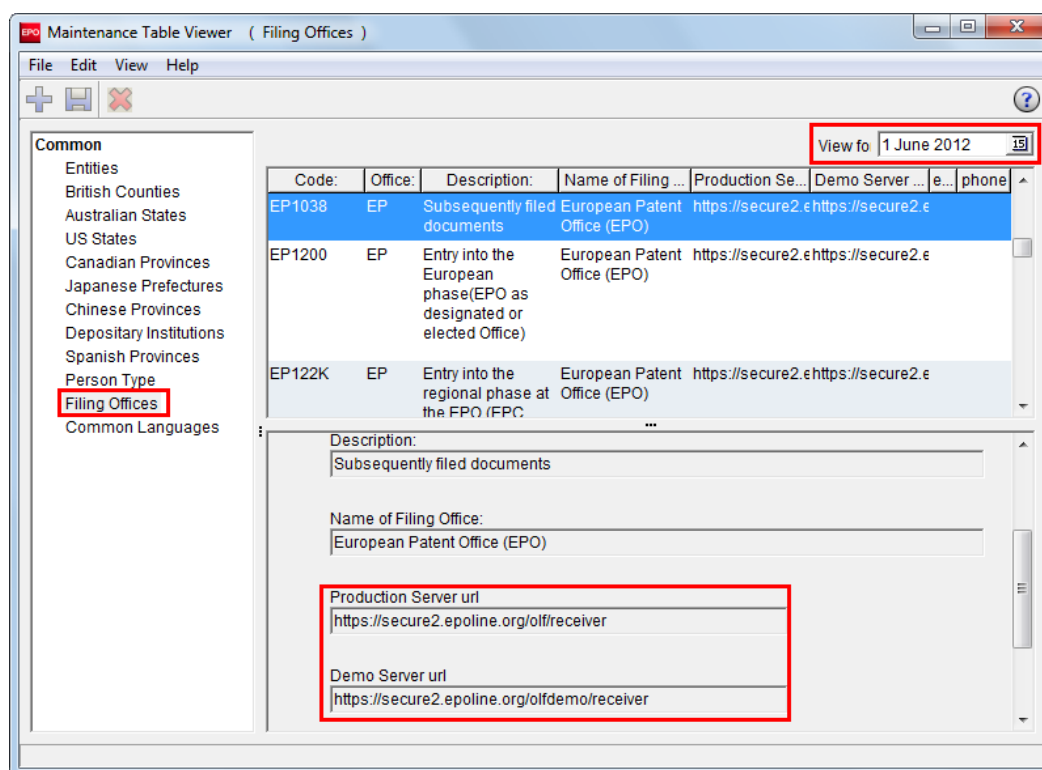 EPO Maintenance Table Viewer ( Filing Offices )
File Edit View Help
?
View fo 1 June 2012 15
Common
Entities
British Counties
Australian States
US States
Canadian Provinces
Japanese Prefectures
Chinese Provinces
Depositary Institutions
Spanish Provinces
Person Type
Filing Offices
Common Languages
Code: Office: Description: Name of Filing ... Production Se... Demo Server ... e... phone
EP1038 EP Subsequently filed European Patent https://secure2.e https://secure2.e
documents Office (EPO)
EP1200 EP Entry into the European Patent https://secure2.e https://secure2.e
European Office (EPO)
phase(EPO as
designated or
elected Office)
EP122K EP Entry into the European Patent https://secure2.e https://secure2.e
regional phase at Office (EPO)
the EPO (EPC
Description:
Subsequently filed documents
Name of Filing Office:
European Patent Office (EPO)
Production Server url
https://secure2.epoline.org/olf/receiver
Demo Server url
https://secure2.epoline.org/olfdemo/receiver